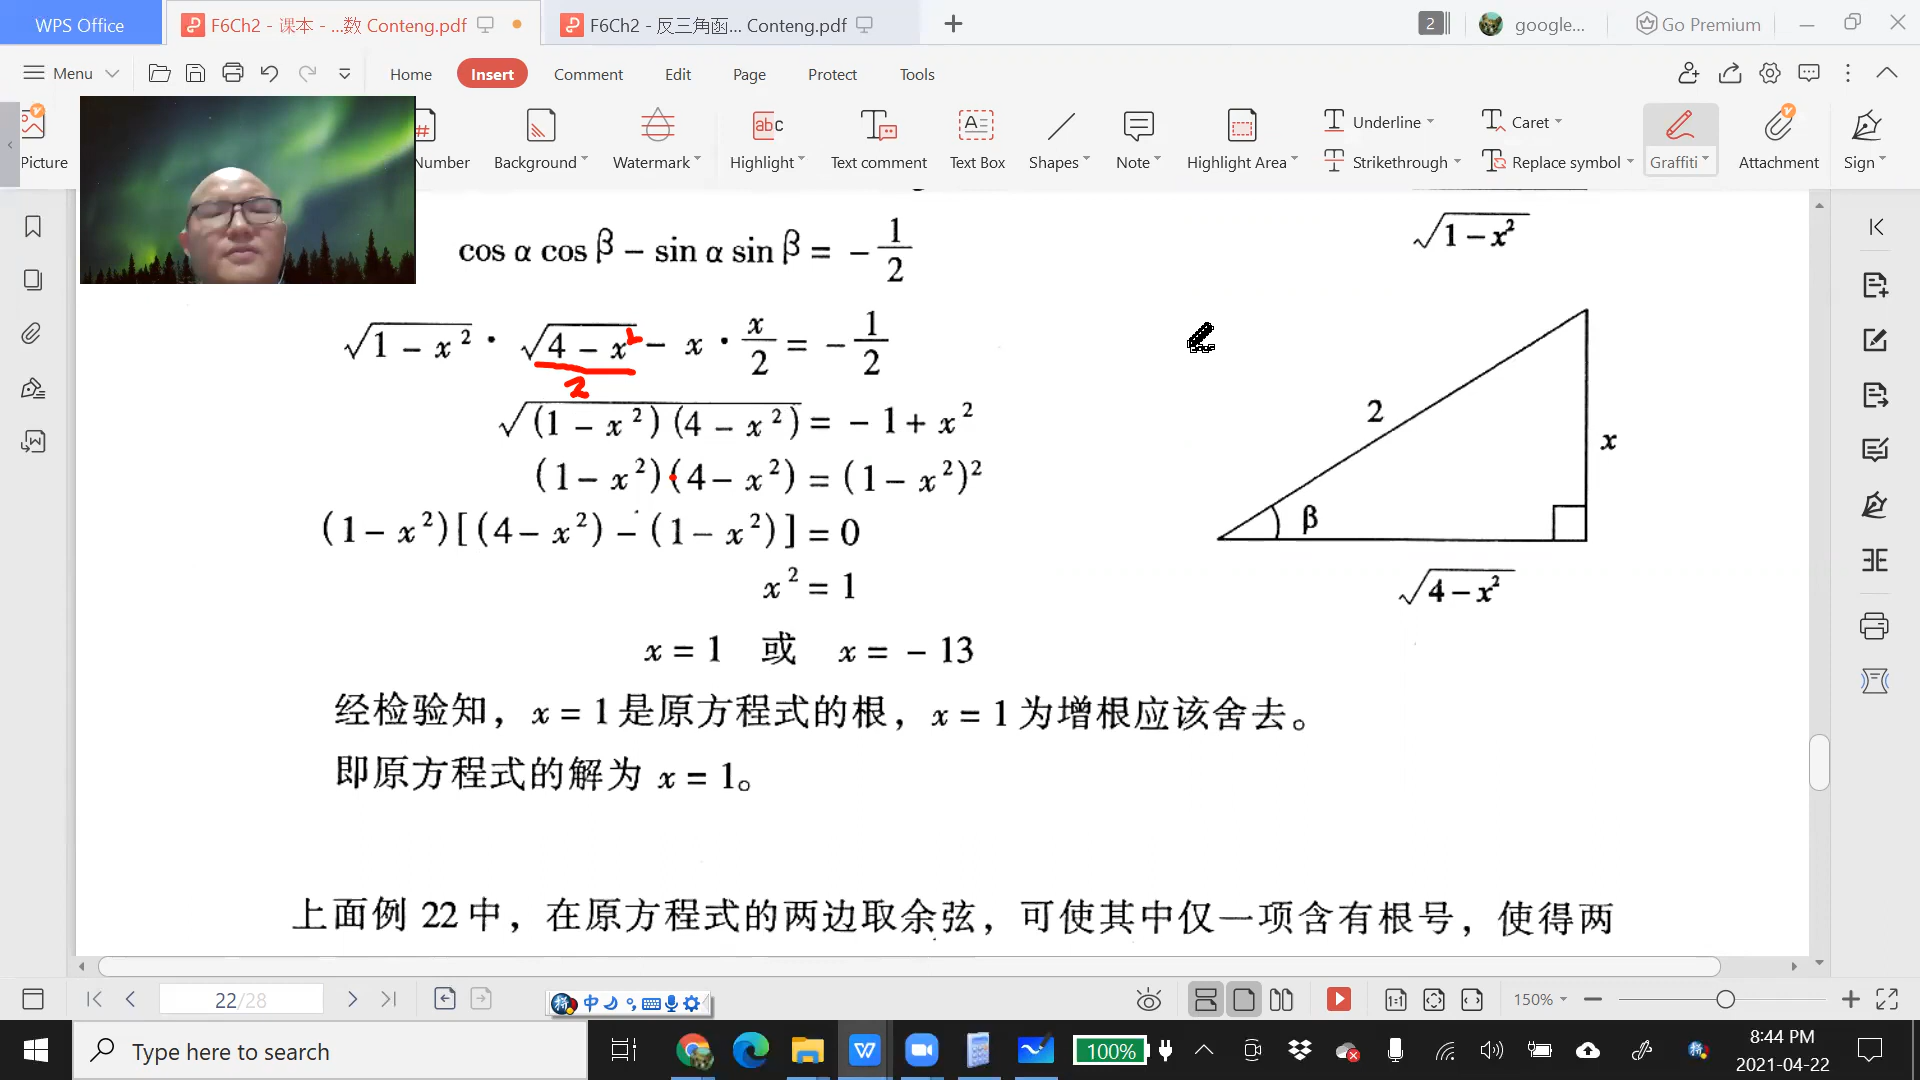 WPS Office
F6Ch2 - 课本 - ...数 Conteng.pdf
F6Ch2 - 反三角函... Conteng.pdf
2
google...
Go Premium
Menu
Home
Insert
Comment
Edit
Page
Protect
Tools
Picture
Number
Background
Watermark
Highlight
Text comment
Text Box
Shapes
Note
Highlight Area
Underline
Strikethrough
Caret
Replace symbol
Graffiti
Attachment
Sign
cos α cos β − sin α sin β = − 1/2
√(1 − x²) · √(4 − x²)/2 − x · x/2 = − 1/2
√((1 − x²)(4 − x²)) = − 1 + x²
(1 − x²)(4 − x²) = (1 − x²)²
(1 − x²)[(4 − x²) − (1 − x²)] = 0
x² = 1
x = 1 或 x = − 13
经检验知，x = 1 是原方程式的根，x = 1 为增根应该舍去。
即原方程式的解为 x = 1。
√(1 − x²)
2
x
β
√(4 − x²)
上面例 22 中，在原方程式的两边取余弦，可使其中仅一项含有根号，使得两
22/28
中
1:1
150%
Type here to search
100%
8:44 PM
2021-04-22